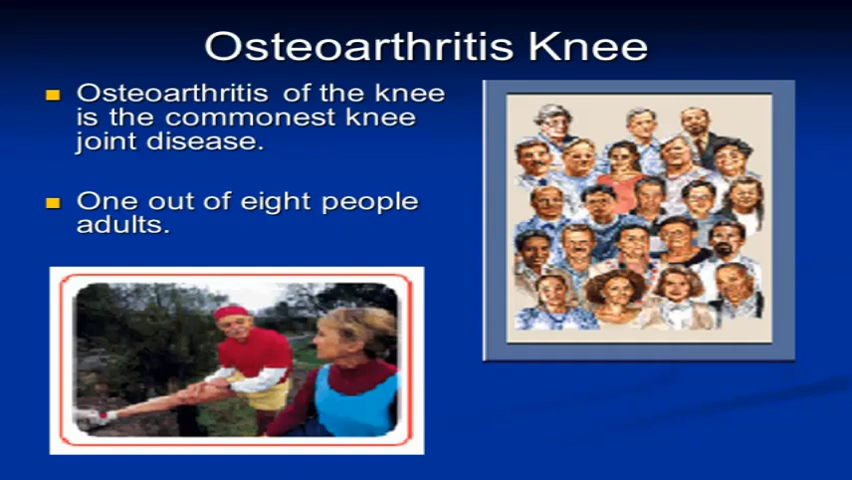 Osteoarthritis Knee
Osteoarthritis of the knee
is the commonest knee
joint disease.
One out of eight people
adults.